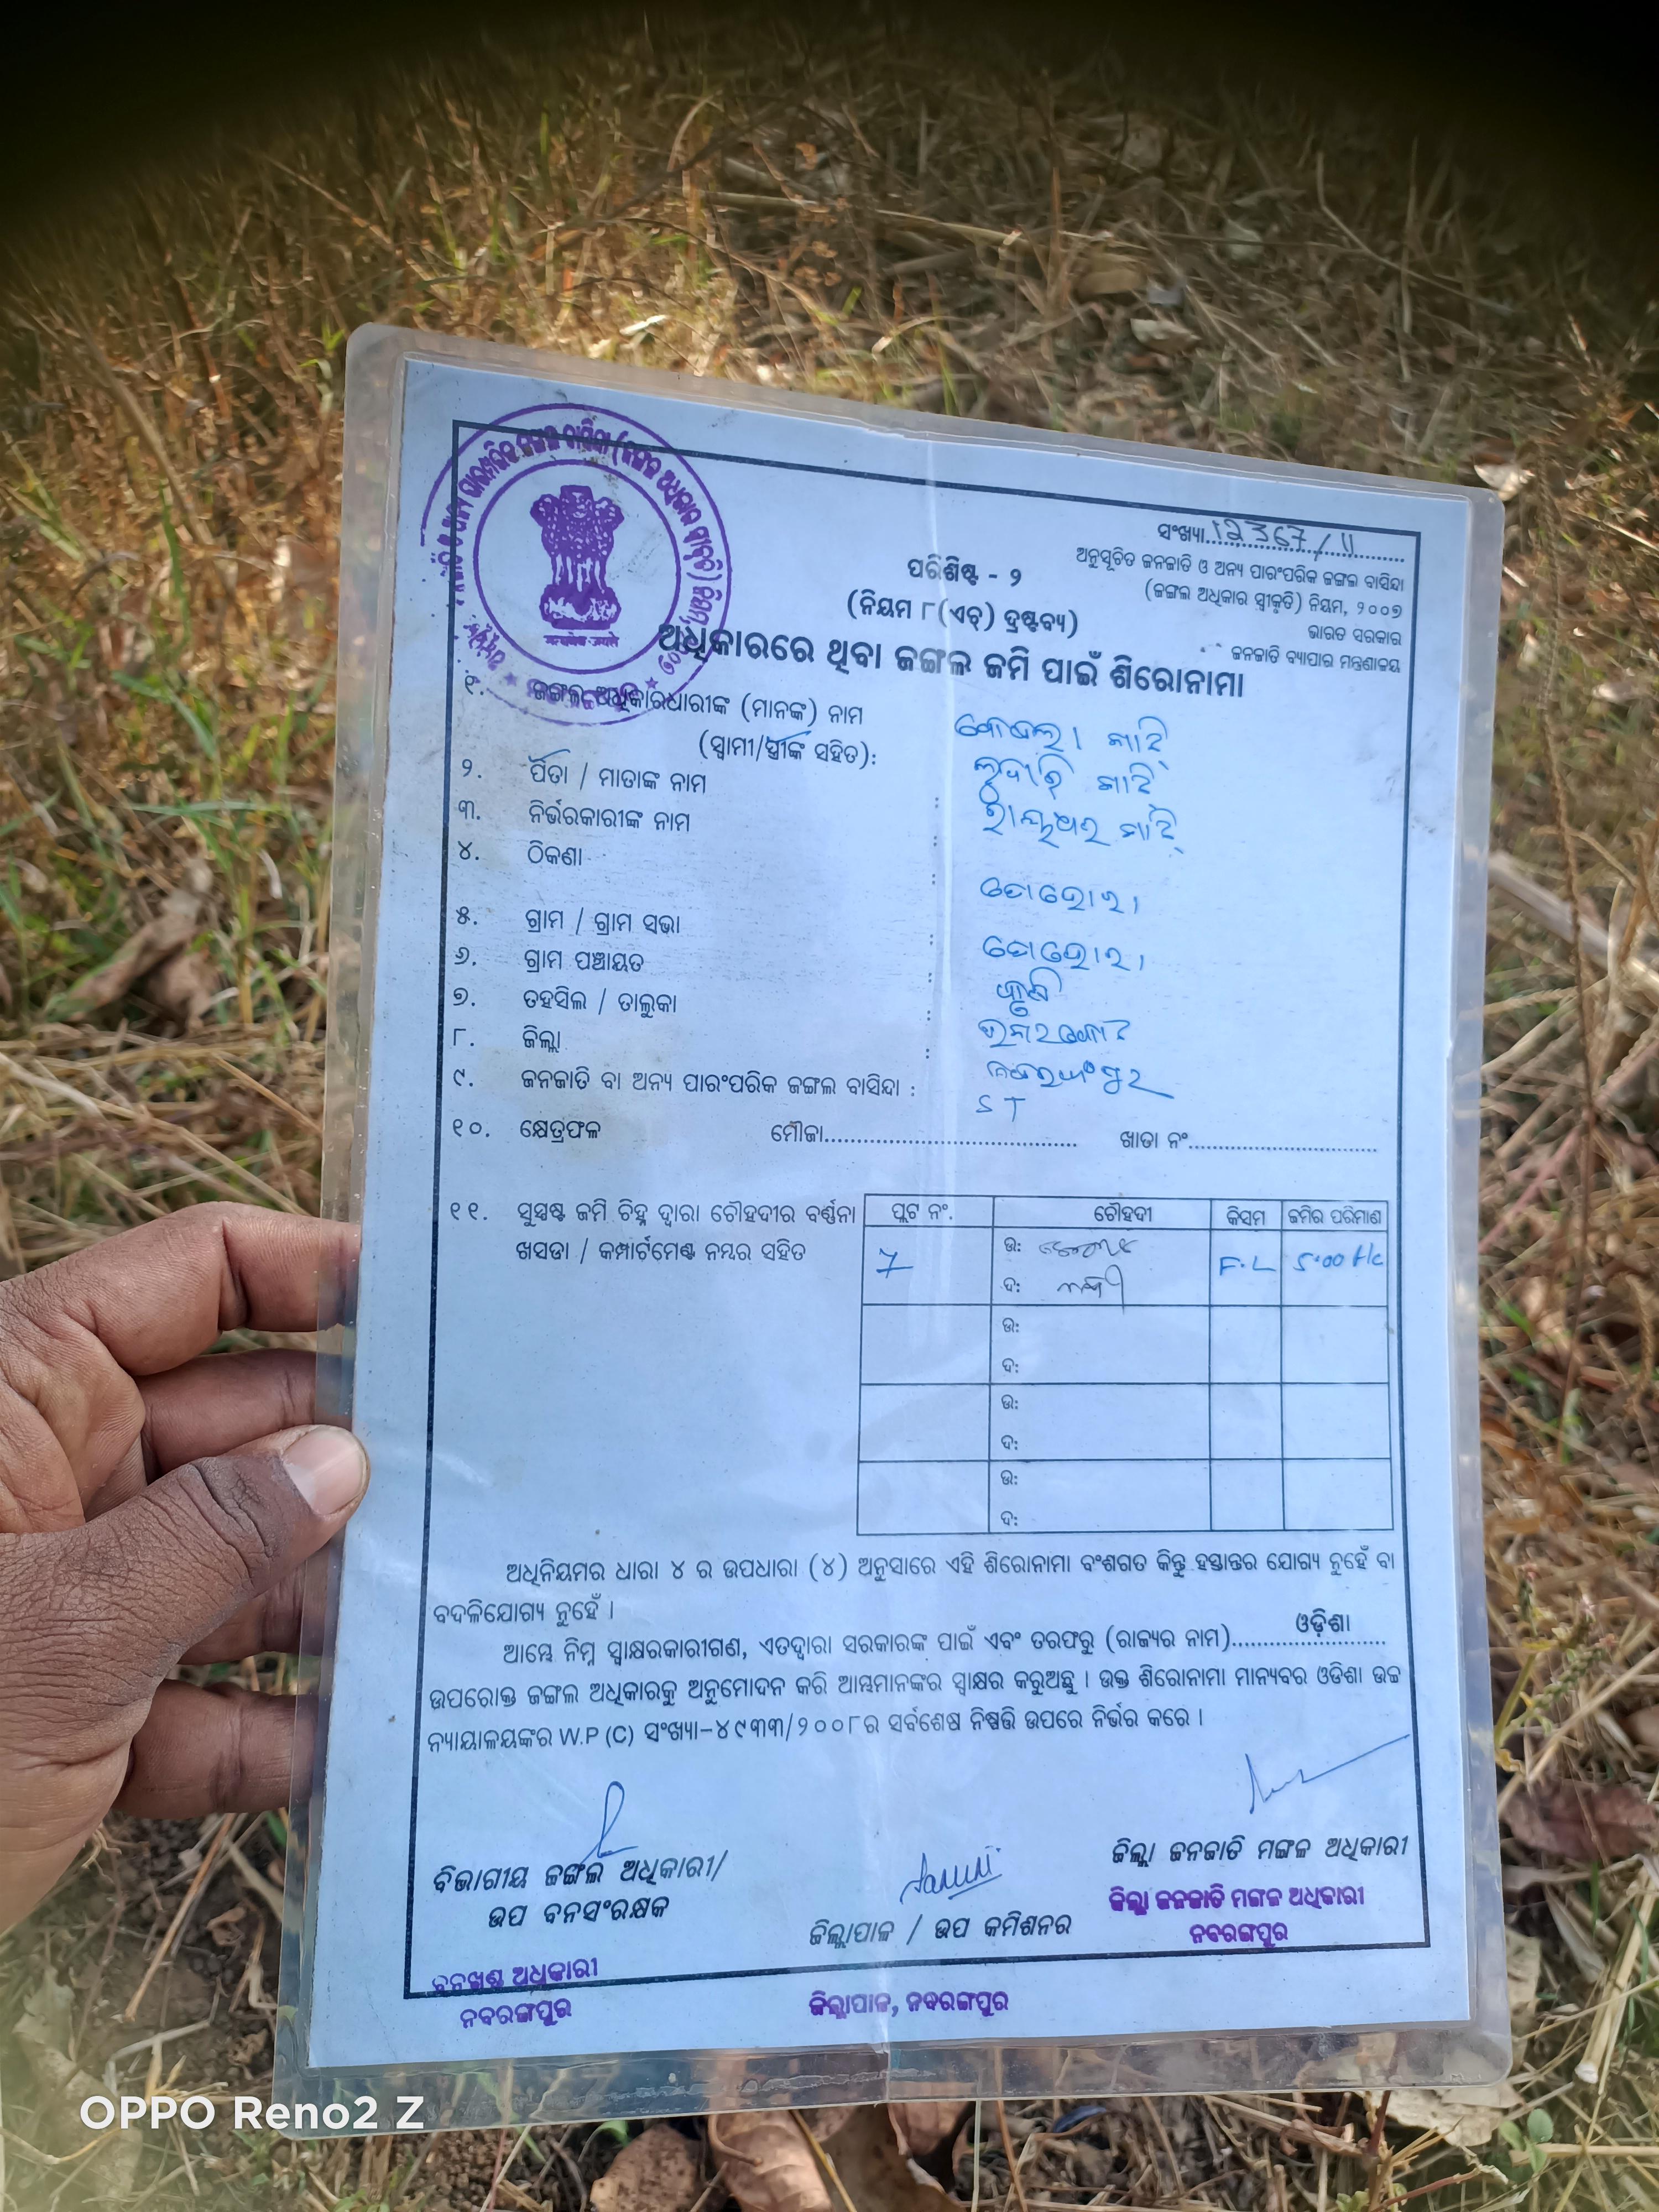 ସଂଖ୍ୟା 12367/11
ଅନୁସୂଚିତ ଜନଜାତି ଓ ଅନ୍ୟ ପାରଂପରିକ ଜଙ୍ଗଲ ବାସିନ୍ଦା
(ଜଙ୍ଗଲ ଅଧିକାର ସ୍ୱୀକୃତି) ନିୟମ, ୨୦୦୭
ଭାରତ ସରକାର
ଜନଜାତି ବ୍ୟାପାର ମନ୍ତ୍ରଣାଳୟ
ପରିଶିଷ୍ଟ - ୨
(ନିୟମ ୮(ଏଚ୍) ଦ୍ରଷ୍ଟବ୍ୟ)
ଅଧିକାରରେ ଥିବା ଜଙ୍ଗଲ ଜମି ପାଇଁ ଶିରୋନାମା
୧. ଜଙ୍ଗଲ ଅଧିକାରଧାରୀଙ୍କ (ମାନଙ୍କ) ନାମ
(ସ୍ୱାମୀ/ସ୍ତ୍ରୀଙ୍କ ସହିତ):
୨. ପିତା / ମାତାଙ୍କ ନାମ :
୩. ନିର୍ଭରକାରୀଙ୍କ ନାମ :
୪. ଠିକଣା :
୫. ଗ୍ରାମ / ଗ୍ରାମ ସଭା :
୬. ଗ୍ରାମ ପଞ୍ଚାୟତ :
୭. ତହସିଲ / ତାଲୁକା :
୮. ଜିଲ୍ଲା :
୯. ଜନଜାତି ବା ଅନ୍ୟ ପାରଂପରିକ ଜଙ୍ଗଲ ବାସିନ୍ଦା : ST
୧୦. କ୍ଷେତ୍ରଫଳ ମୌଜା ଖାତା ନଂ
୧୧. ସୁସ୍ପଷ୍ଟ ଜମି ଚିହ୍ନ ଦ୍ୱାରା ଚୌହଦୀର ବର୍ଣ୍ଣନା
ଖସଡା / କମ୍ପାର୍ଟମେଣ୍ଟ ନମ୍ବର ସହିତ
ପ୍ଲଟ ନଂ. ଚୌହଦୀ କିସମ ଜମିର ପରିମାଣ
7 ଉ: F.L 5.00 Hc
ଦ:
ଉ:
ଦ:
ଉ:
ଦ:
ଉ:
ଦ:
ଅଧିନିୟମର ଧାରା ୪ ର ଉପଧାରା (୪) ଅନୁସାରେ ଏହି ଶିରୋନାମା ବଂଶଗତ କିନ୍ତୁ ହସ୍ତାନ୍ତର ଯୋଗ୍ୟ ନୁହେଁ ବା
ବଦଳିଯୋଗ୍ୟ ନୁହେଁ ।
ଆମ୍ଭେ ନିମ୍ନ ସ୍ୱାକ୍ଷରକାରୀଗଣ, ଏତଦ୍ୱାରା ସରକାରଙ୍କ ପାଇଁ ଏବଂ ତରଫରୁ (ରାଜ୍ୟର ନାମ) ଓଡ଼ିଶା
ଉପରୋକ୍ତ ଜଙ୍ଗଲ ଅଧିକାରକୁ ଅନୁମୋଦନ କରି ଆମ୍ଭମାନଙ୍କର ସ୍ୱାକ୍ଷର କରୁଅଛୁ । ଉକ୍ତ ଶିରୋନାମା ମାନ୍ୟବର ଓଡିଶା ଉଚ୍ଚ
ନ୍ୟାୟାଳୟଙ୍କର W.P (C) ସଂଖ୍ୟା-୪୯୩୩/୨୦୦୮ର ସର୍ବଶେଷ ନିଷ୍ପତ୍ତି ଉପରେ ନିର୍ଭର କରେ ।
ବିଭାଗୀୟ ଜଙ୍ଗଲ ଅଧିକାରୀ/
ଉପ ବନସଂରକ୍ଷକ
ବନଖଣ୍ଡ ଅଧିକାରୀ
ନବରଙ୍ଗପୁର
ଜିଲ୍ଲାପାଳ / ଉପ କମିଶନର
ଜିଲ୍ଲାପାଳ, ନବରଙ୍ଗପୁର
ଜିଲ୍ଲା ଜନଜାତି ମଙ୍ଗଳ ଅଧିକାରୀ
ଜିଲ୍ଲା ଜନଜାତି ମଙ୍ଗଳ ଅଧିକାରୀ
ନବରଙ୍ଗପୁର
OPPO Reno2 Z